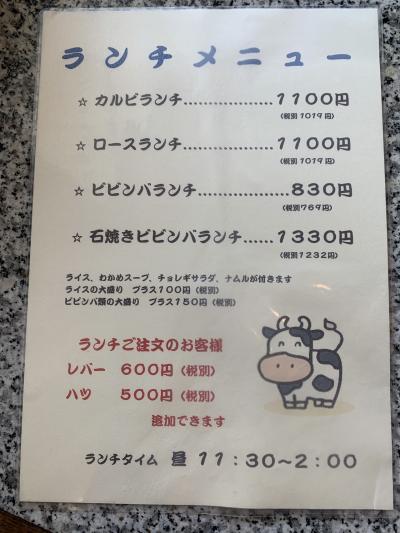 ランチメニュー
☆ カルビランチ..................1100円
(税別1019円)
☆ ロースランチ..................1100円
(税別1019円)
☆ ビビンバランチ..................830円
(税別769円)
☆ 石焼きビビンバランチ......1330円
(税別1232円)
ライス、わかめスープ、チョレギサラダ、ナムルが付きます
ライスの大盛り プラス100円(税別)
ビビンバ類の大盛り プラス150円(税別)
ランチご注文のお客様
レバー 600円(税別)
ハツ 500円(税別)
追加できます
ランチタイム 昼 11:30~2:00